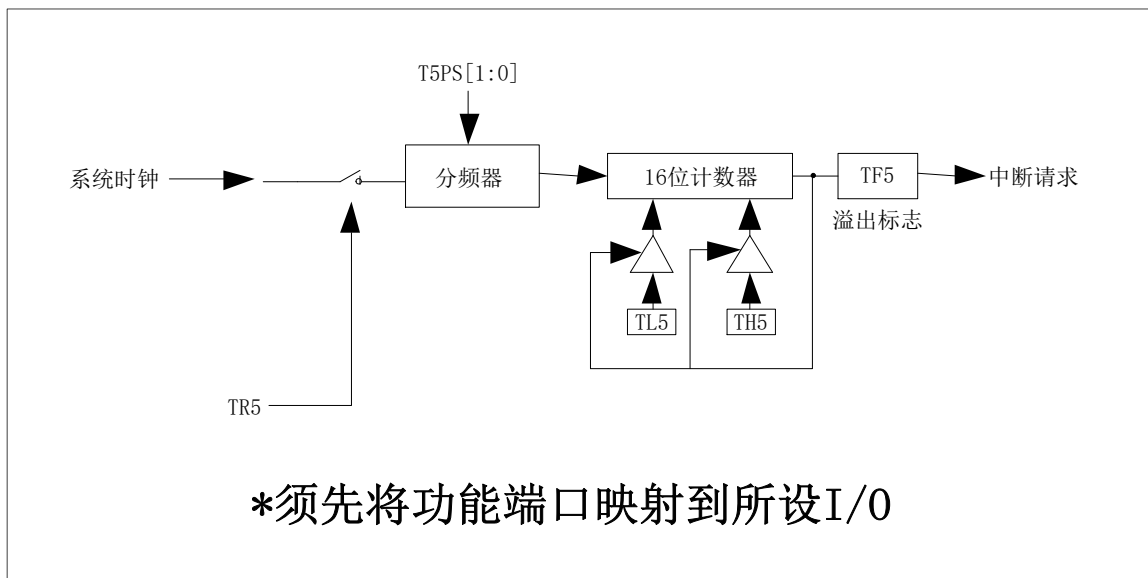 T5PS[1:0]
系统时钟
分频器
16位计数器
TF5
中断请求
溢出标志
TL5
TH5
TR5
*须先将功能端口映射到所设I/O